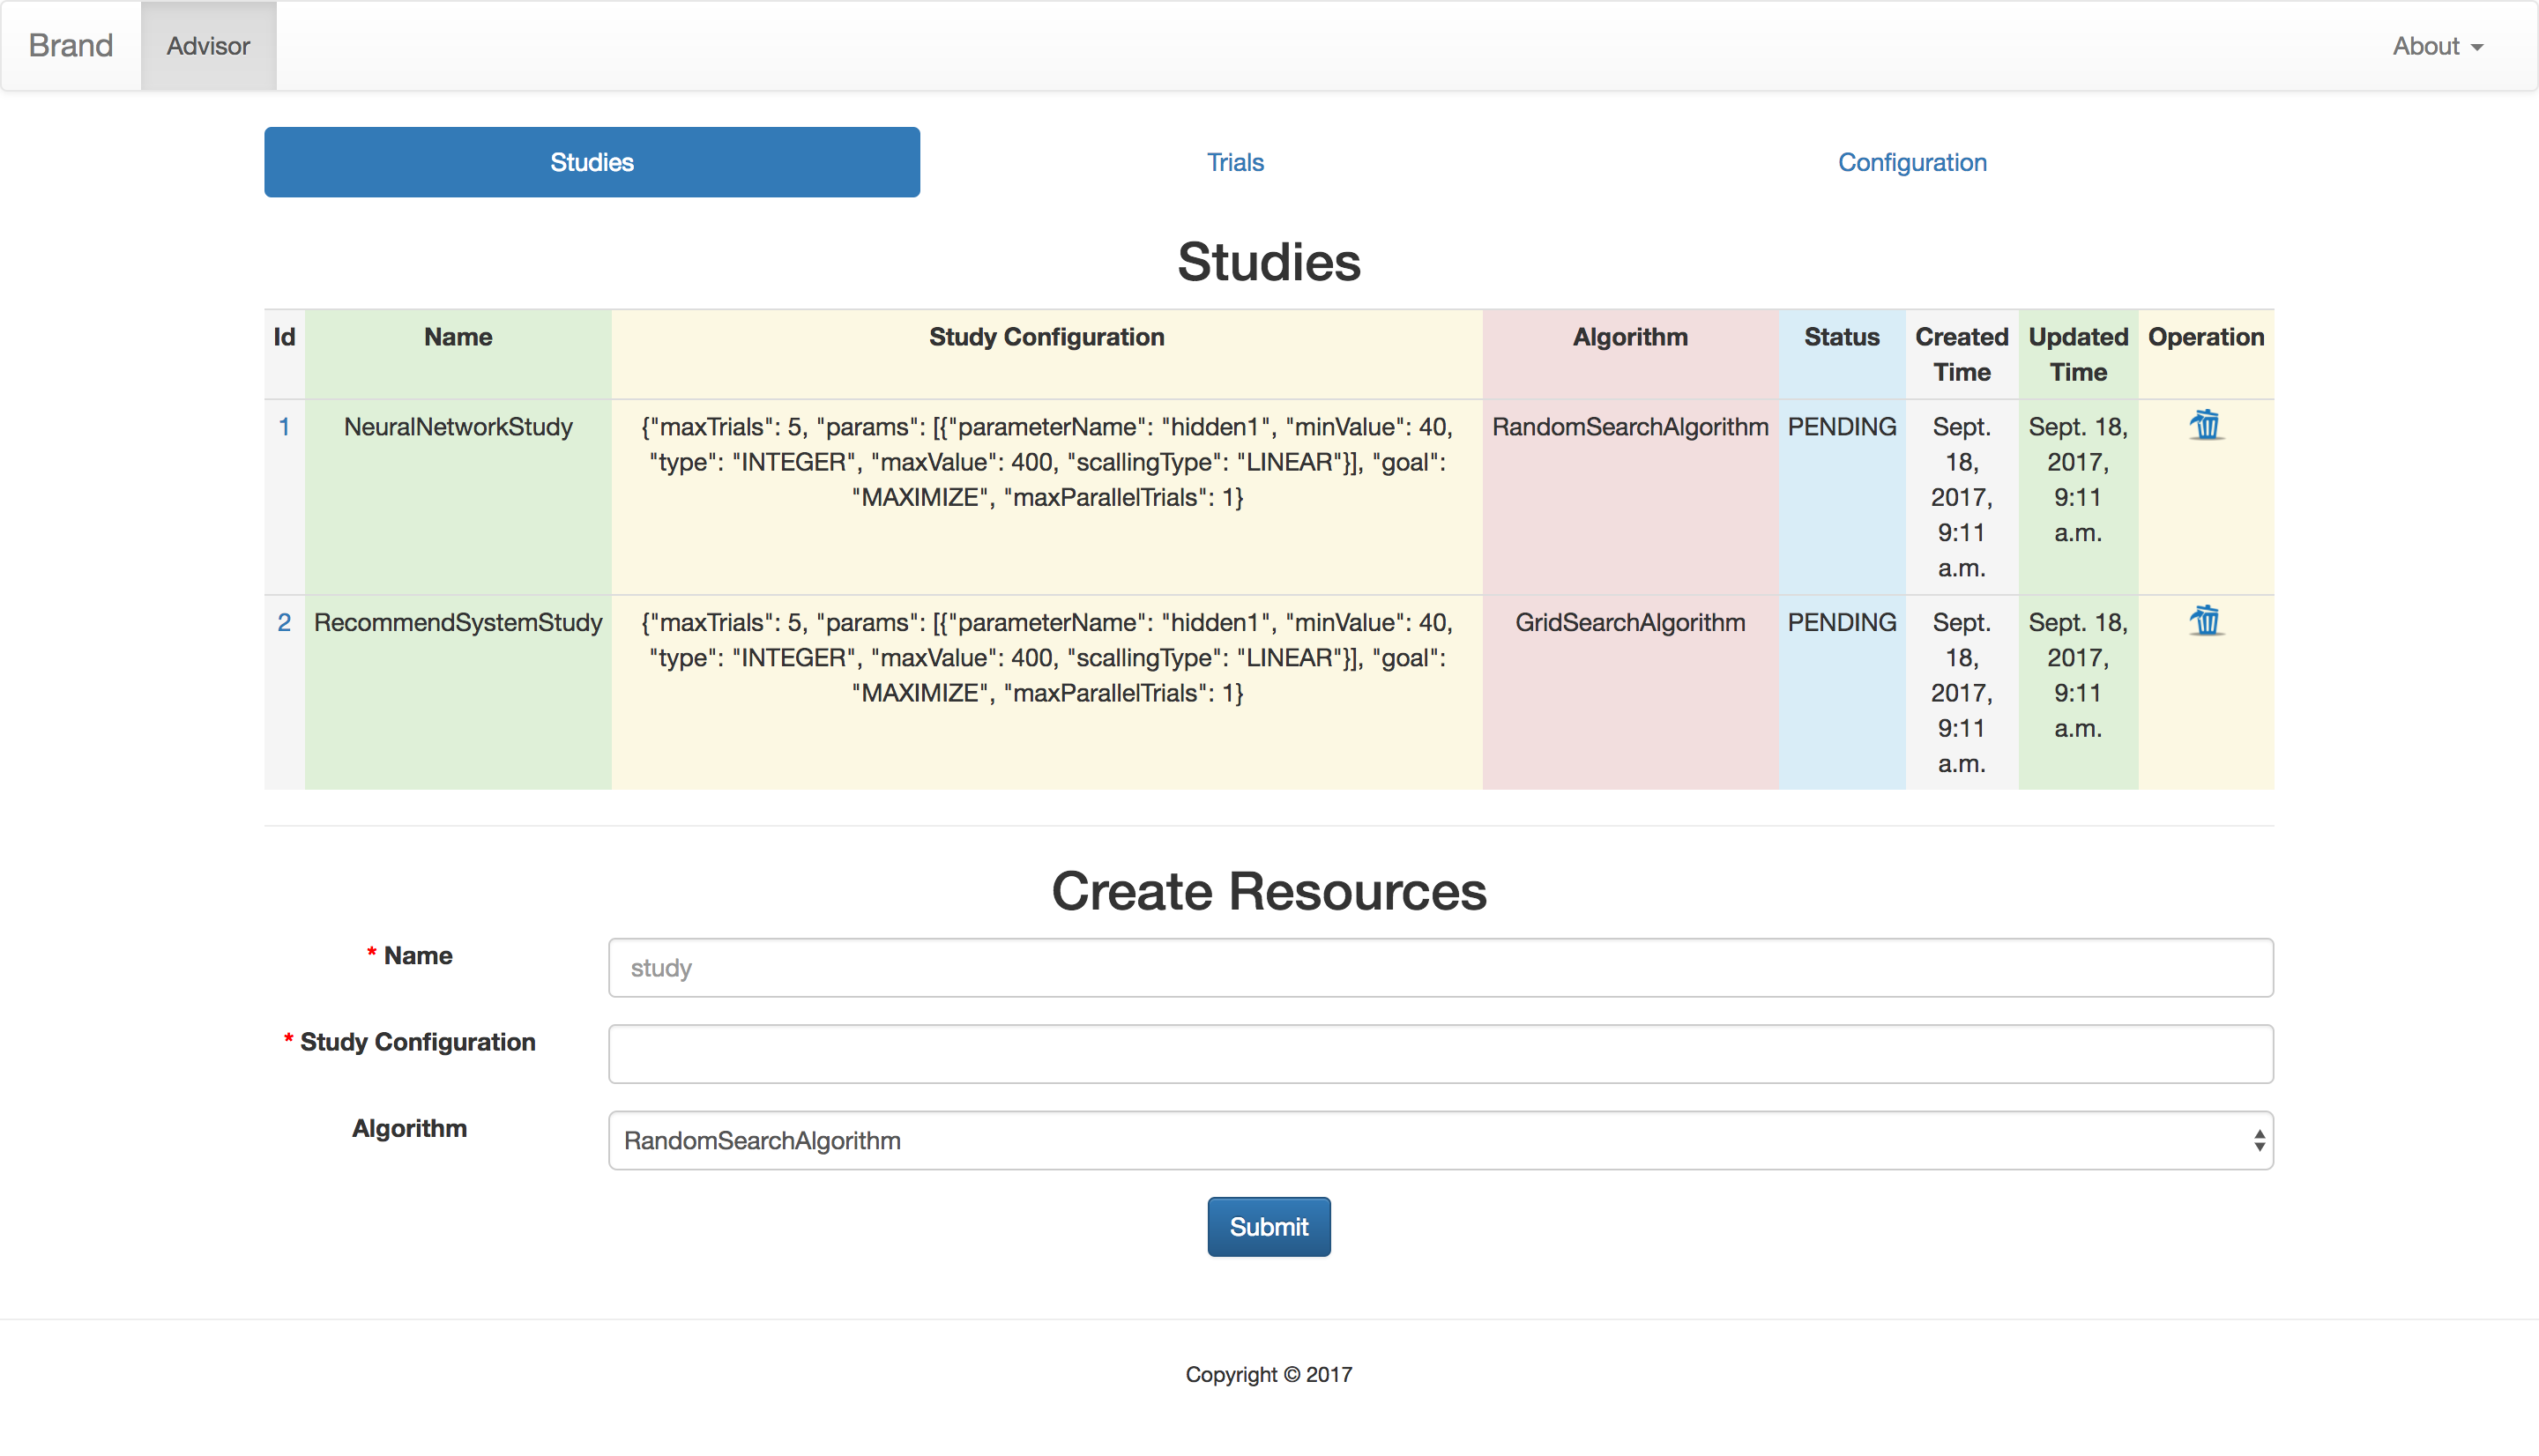 Brand Advisor About
Studies Trials Configuration
Studies
Id Name Study Configuration Algorithm Status Created Time Updated Time Operation
1 NeuralNetworkStudy {"maxTrials": 5, "params": [{"parameterName": "hidden1", "minValue": 40,
"type": "INTEGER", "maxValue": 400, "scallingType": "LINEAR"}], "goal":
"MAXIMIZE", "maxParallelTrials": 1}
RandomSearchAlgorithm PENDING
Sept.
18,
2017,
9:11
a.m.
Sept. 18,
2017,
9:11
a.m.
2 RecommendSystemStudy {"maxTrials": 5, "params": [{"parameterName": "hidden1", "minValue": 40,
"type": "INTEGER", "maxValue": 400, "scallingType": "LINEAR"}], "goal":
"MAXIMIZE", "maxParallelTrials": 1}
GridSearchAlgorithm PENDING
Sept.
18,
2017,
9:11
a.m.
Sept. 18,
2017,
9:11
a.m.
Create Resources
* Name study
* Study Configuration
Algorithm RandomSearchAlgorithm
Submit
Copyright © 2017